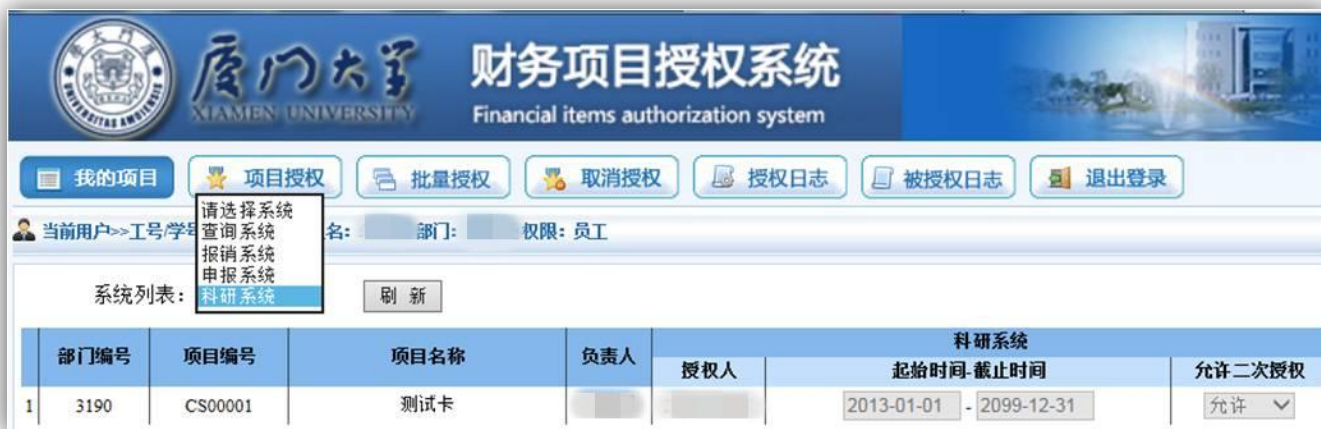 厦门大学 财务项目授权系统
XIAMEN UNIVERSITY Financial items authorization system
我的项目 项目授权 批量授权 取消授权 授权日志 被授权日志 退出登录
当前用户>>工号/学号 名: 部门: 权限: 员工
请选择系统
查询系统
报销系统
申报系统
科研系统
系统列表: 刷 新
部门编号 项目编号 项目名称 负责人 科研系统
授权人 起始时间-截止时间 允许二次授权
1 3190 CS00001 测试卡 2013-01-01 - 2099-12-31 允许